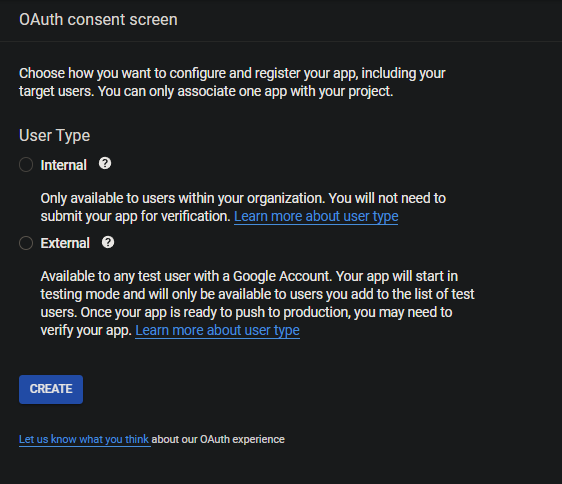 OAuth consent screen
Choose how you want to configure and register your app, including your
target users. You can only associate one app with your project.
User Type
Internal
Only available to users within your organization. You will not need to
submit your app for verification. Learn more about user type
External
Available to any test user with a Google Account. Your app will start in
testing mode and will only be available to users you add to the list of test
users. Once your app is ready to push to production, you may need to
verify your app. Learn more about user type
CREATE
Let us know what you think about our OAuth experience